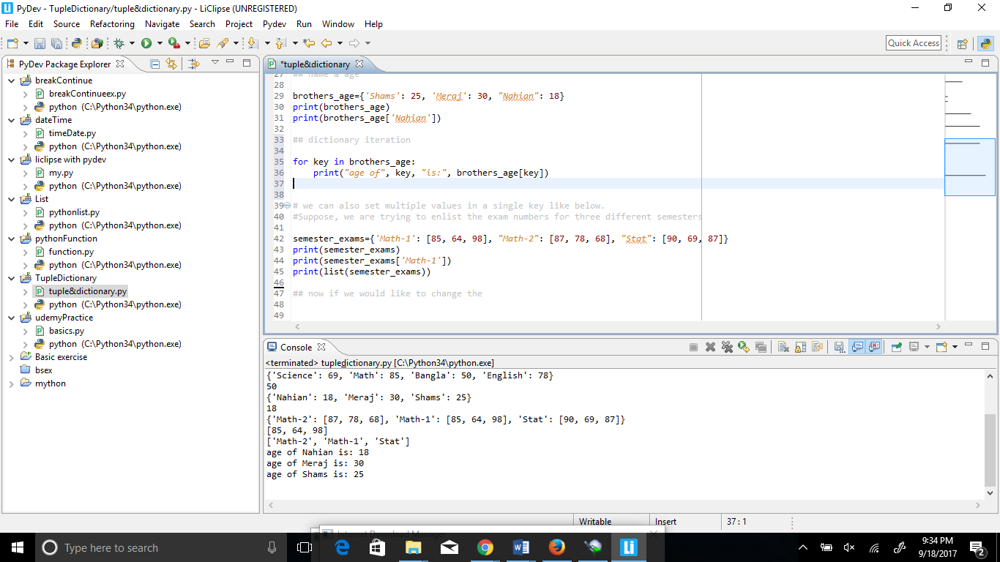 PyDev - TupleDictionary/tuple&dictionary.py - LiClipse (UNREGISTERED)
File Edit Source Refactoring Navigate Search Project Pydev Run Window Help
Quick Access
PyDev Package Explorer
breakContinue
breakContinueex.py
python (C:\Python34\python.exe)
dateTime
timeDate.py
python (C:\Python34\python.exe)
liclipse with pydev
my.py
python (C:\Python34\python.exe)
List
pythonlist.py
python (C:\Python34\python.exe)
pythonFunction
function.py
python (C:\Python34\python.exe)
TupleDictionary
tuple&dictionary.py
python (C:\Python34\python.exe)
udemyPractice
basics.py
python (C:\Python34\python.exe)
Basic exercise
bsex
mython
*tuple&dictionary
27 ## name & age
28
29 brothers_age={'Shams': 25, 'Meraj': 30, "Nahian": 18}
30 print(brothers_age)
31 print(brothers_age['Nahian'])
32
33 ## dictionary iteration
34
35 for key in brothers_age:
36     print("age of", key, "is:", brothers_age[key])
37
38
39 # we can also set multiple values in a single key like below.
40 #Suppose, we are trying to enlist the exam numbers for three different semesters
41
42 semester_exams={'Math-1': [85, 64, 98], "Math-2": [87, 78, 68], "Stat": [90, 69, 87]}
43 print(semester_exams)
44 print(semester_exams['Math-1'])
45 print(list(semester_exams))
46
47 ## now if we would like to change the
48
49
Console
<terminated> tupledictionary.py [C:\Python34\python.exe]
{'Science': 69, 'Math': 85, 'Bangla': 50, 'English': 78}
50
{'Nahian': 18, 'Meraj': 30, 'Shams': 25}
18
{'Math-2': [87, 78, 68], 'Math-1': [85, 64, 98], 'Stat': [90, 69, 87]}
[85, 64, 98]
['Math-2', 'Math-1', 'Stat']
age of Nahian is: 18
age of Meraj is: 30
age of Shams is: 25
Writable Insert 37 : 1
Internet Download Manager
Type here to search
Li
9:34 PM
9/18/2017
2